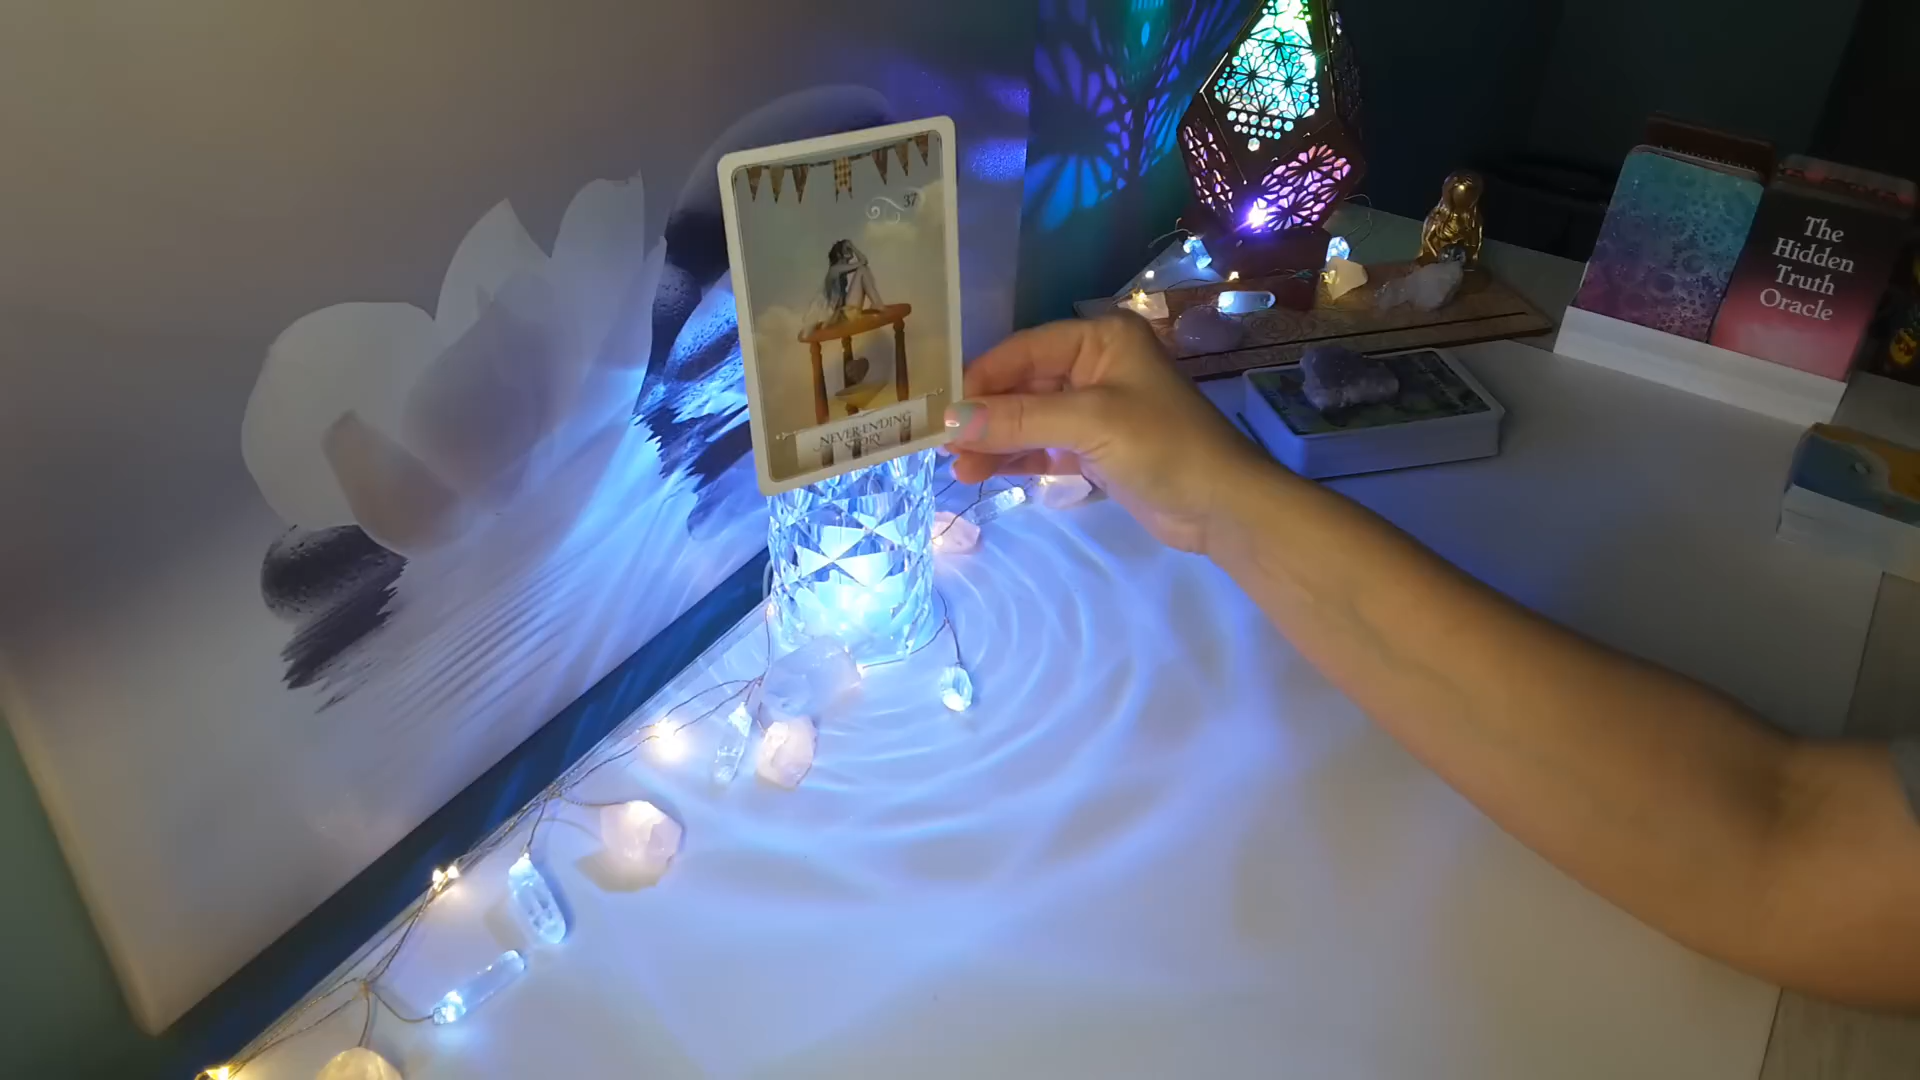 37
NEVER-ENDING
STORY
The
Hidden
Truth
Oracle